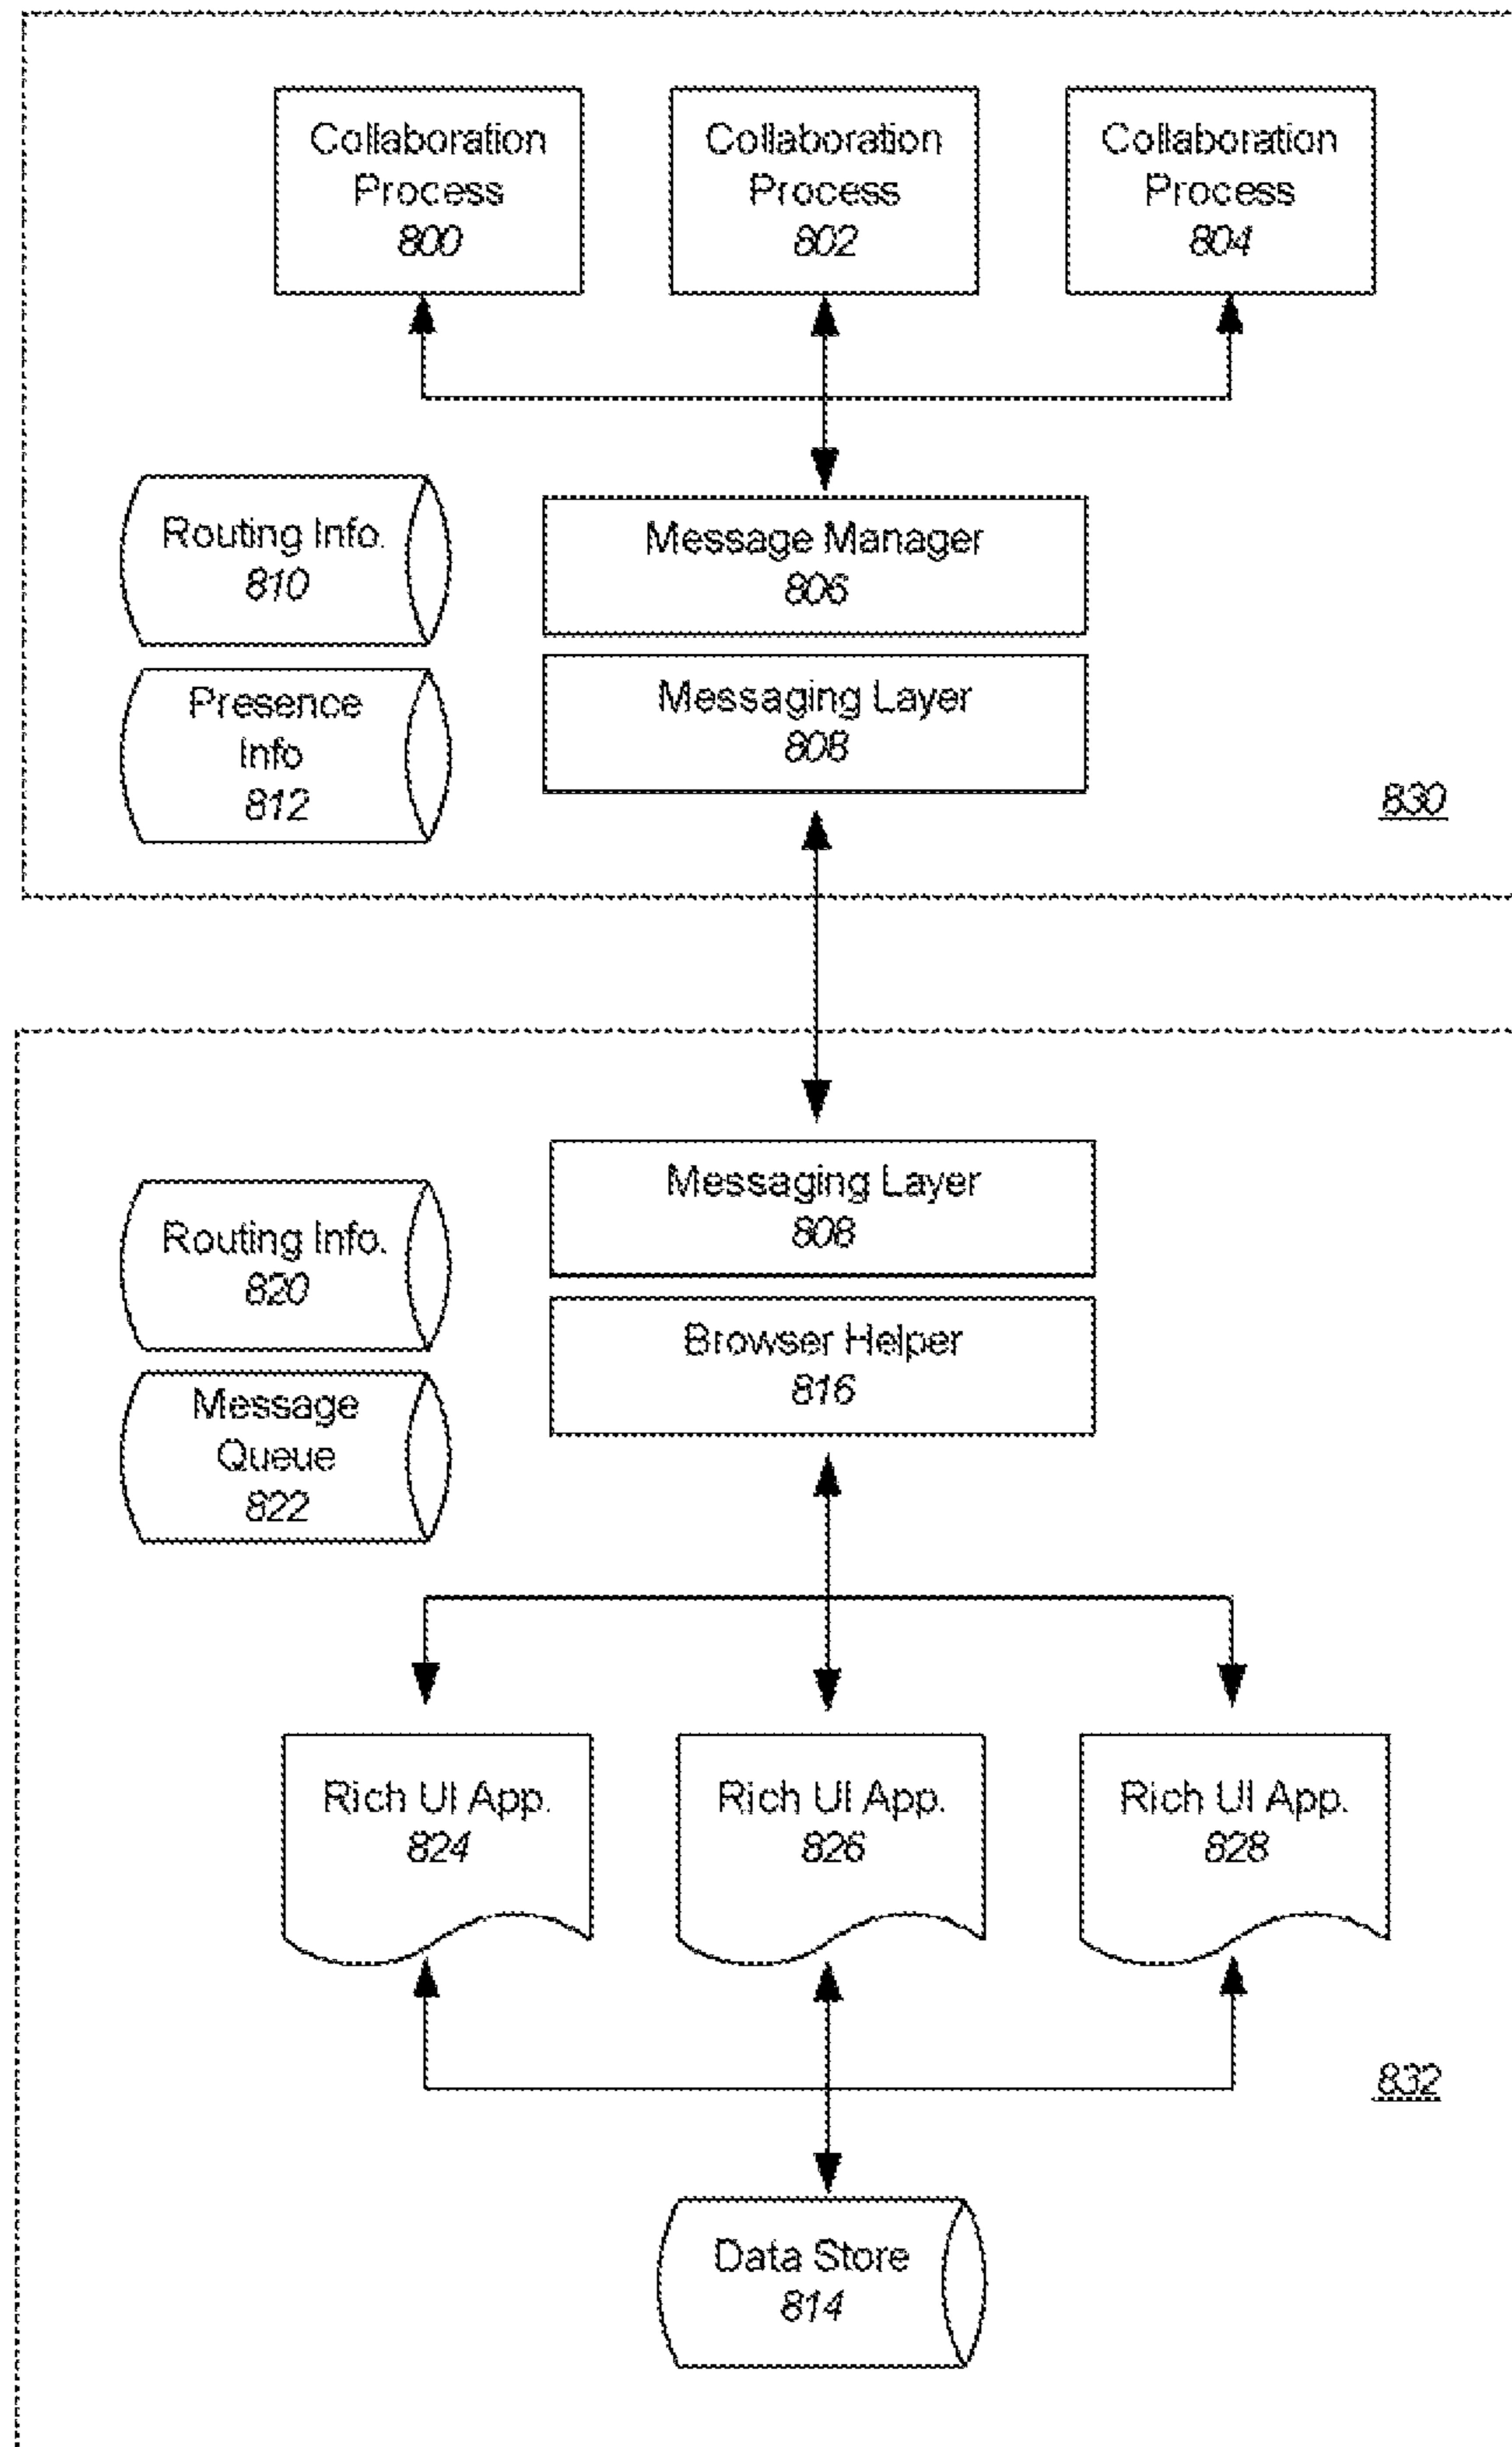 Collaboration
Process
800
Collaboration
Process
802
Collaboration
Process
804
Routing Info.
810
Message Manager
806
Presence
Info
812
Messaging Layer
808
830
Messaging Layer
808
Routing Info.
820
Browser Helper
816
Message
Queue
822
Rich UI App.
824
Rich UI App.
826
Rich UI App.
828
832
Data Store
814